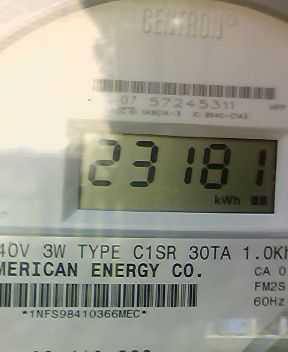 CENTRON®
07 57245311
23181
kWh
40V 3W TYPE C1SR 30TA 1.0Kh
MERICAN ENERGY CO.
CA 0
FM2S
60Hz
*1NFS98410366MEC*